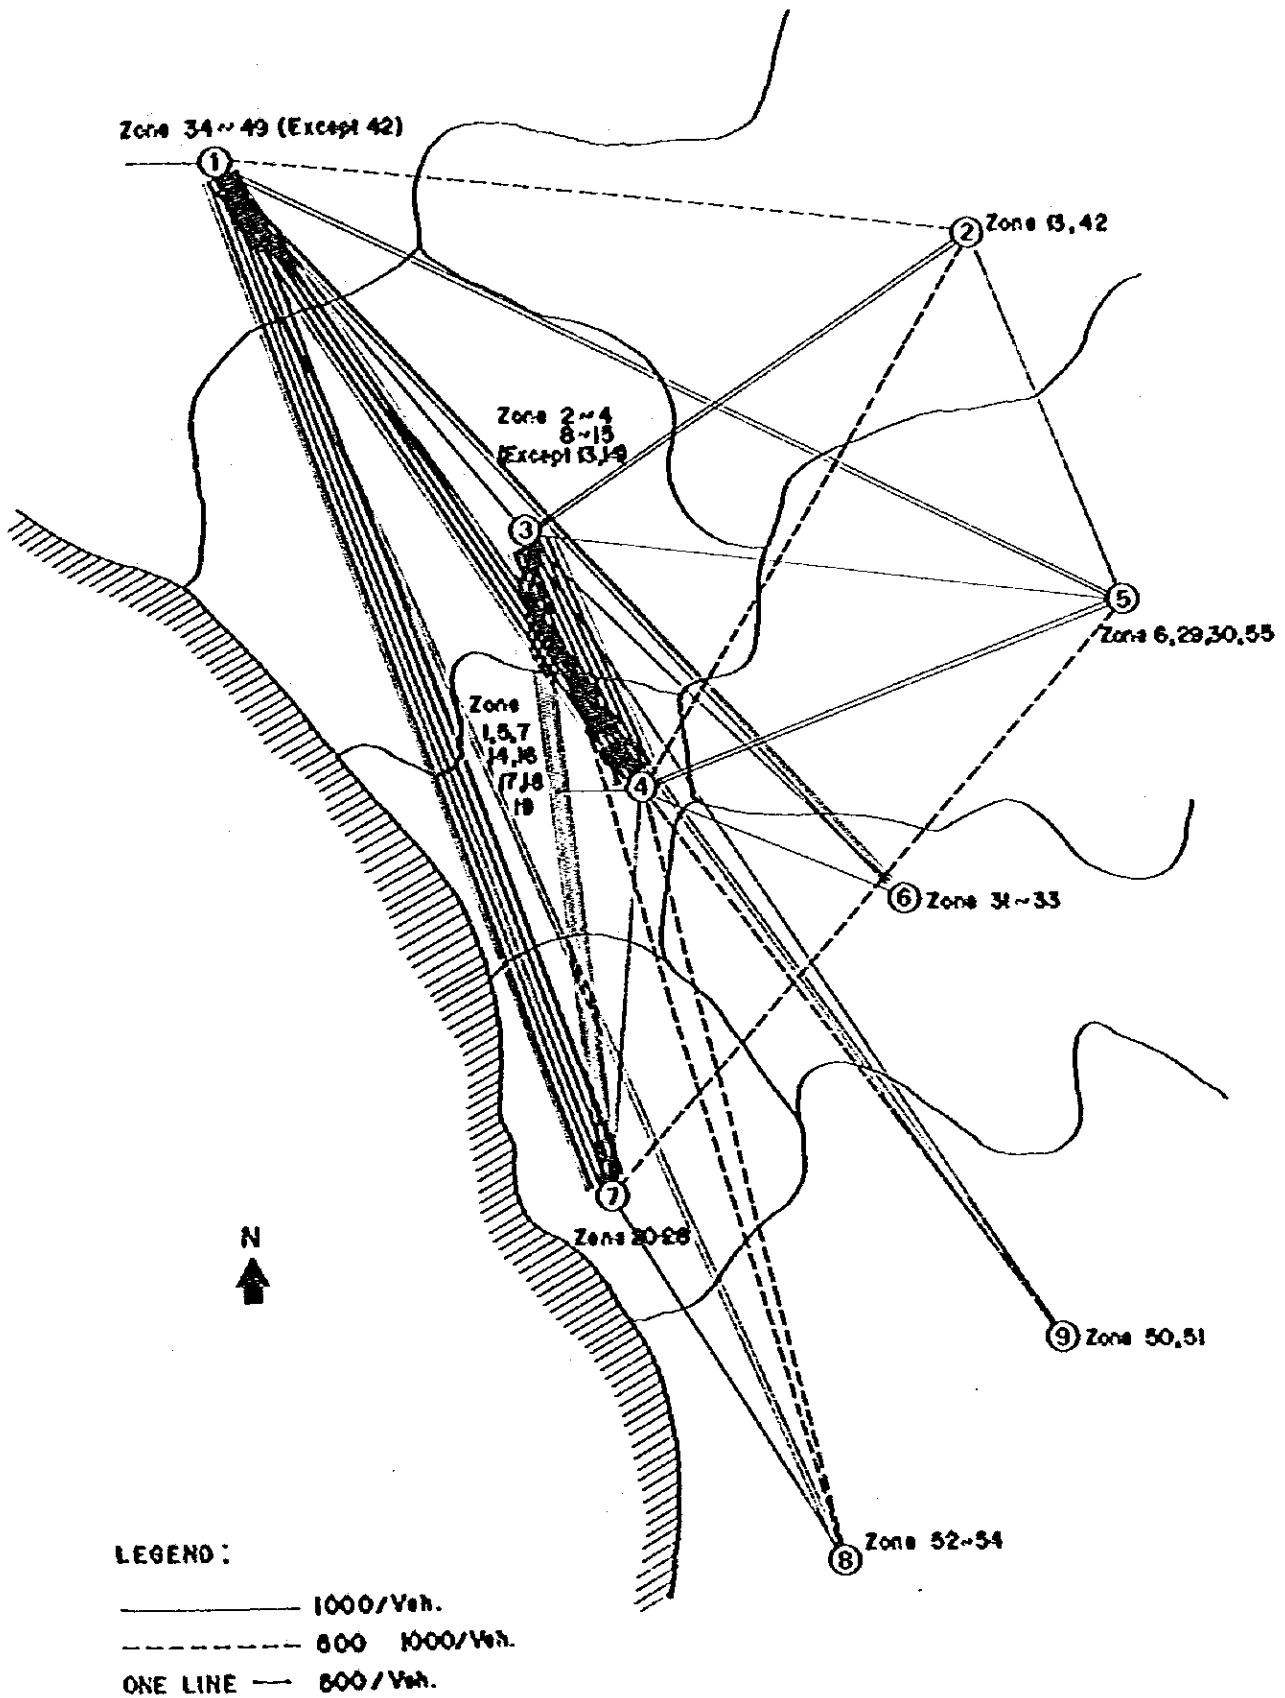 Zone 34~49 (Except 42)
1
2
Zone 13,42
Zone 2~4
8~15
(Except 13,14)
3
5
Zone 6,29,30,55
Zone
1,5,7
14,16
17,18
19
4
6
Zone 31~33
7
Zone 20-28
N
9
Zone 50,51
8
Zone 52~54
LEGEND:
1000/Veh.
800 1000/Veh.
ONE LINE 800/Veh.